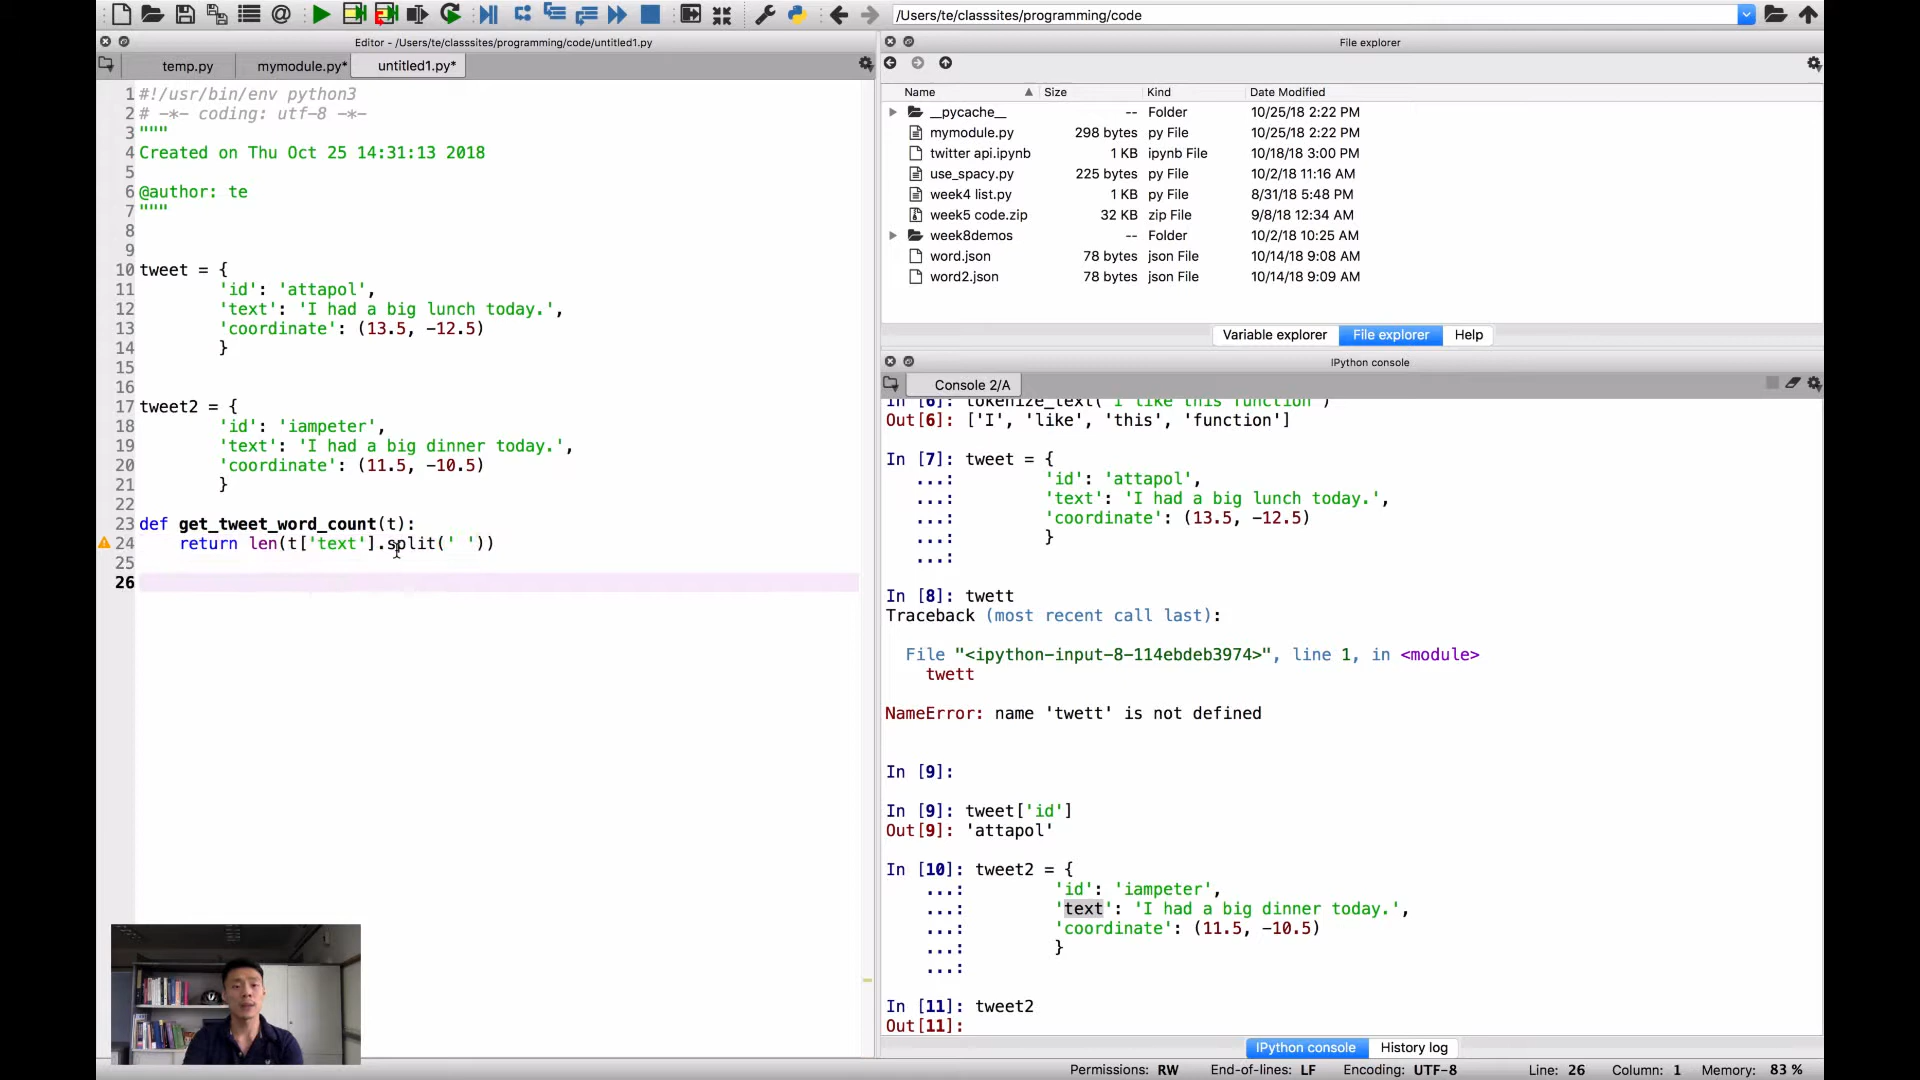 /Users/te/classsites/programming/code
Editor - /Users/te/classsites/programming/code/untitled1.py
temp.py
mymodule.py*
untitled1.py*
1 #!/usr/bin/env python3
2 # -*- coding: utf-8 -*-
3 """
4 Created on Thu Oct 25 14:31:13 2018
5
6 @author: te
7 """
8
9
10 tweet = {
11 'id': 'attapol',
12 'text': 'I had a big lunch today.',
13 'coordinate': (13.5, -12.5)
14 }
15
16
17 tweet2 = {
18 'id': 'iampeter',
19 'text': 'I had a big dinner today.',
20 'coordinate': (11.5, -10.5)
21 }
22
23 def get_tweet_word_count(t):
24 return len(t['text'].split(' '))
25
26
File explorer
Name Size Kind Date Modified
__pycache__ -- Folder 10/25/18 2:22 PM
mymodule.py 298 bytes py File 10/25/18 2:22 PM
twitter api.ipynb 1 KB ipynb File 10/18/18 3:00 PM
use_spacy.py 225 bytes py File 10/2/18 11:16 AM
week4 list.py 1 KB py File 8/31/18 5:48 PM
week5 code.zip 32 KB zip File 9/8/18 12:34 AM
week8demos -- Folder 10/2/18 10:25 AM
word.json 78 bytes json File 10/14/18 9:08 AM
word2.json 78 bytes json File 10/14/18 9:09 AM
Variable explorer File explorer Help
IPython console
Console 2/A
In [6]: tokenize_text('I like this function')
Out[6]: ['I', 'like', 'this', 'function']
In [7]: tweet = {
...: 'id': 'attapol',
...: 'text': 'I had a big lunch today.',
...: 'coordinate': (13.5, -12.5)
...: }
...:
In [8]: twett
Traceback (most recent call last):
File "<ipython-input-8-114ebdeb3974>", line 1, in <module>
twett
NameError: name 'twett' is not defined
In [9]:
In [9]: tweet['id']
Out[9]: 'attapol'
In [10]: tweet2 = {
...: 'id': 'iampeter',
...: 'text': 'I had a big dinner today.',
...: 'coordinate': (11.5, -10.5)
...: }
...:
In [11]: tweet2
Out[11]:
IPython console History log
Permissions: RW End-of-lines: LF Encoding: UTF-8 Line: 26 Column: 1 Memory: 83 %